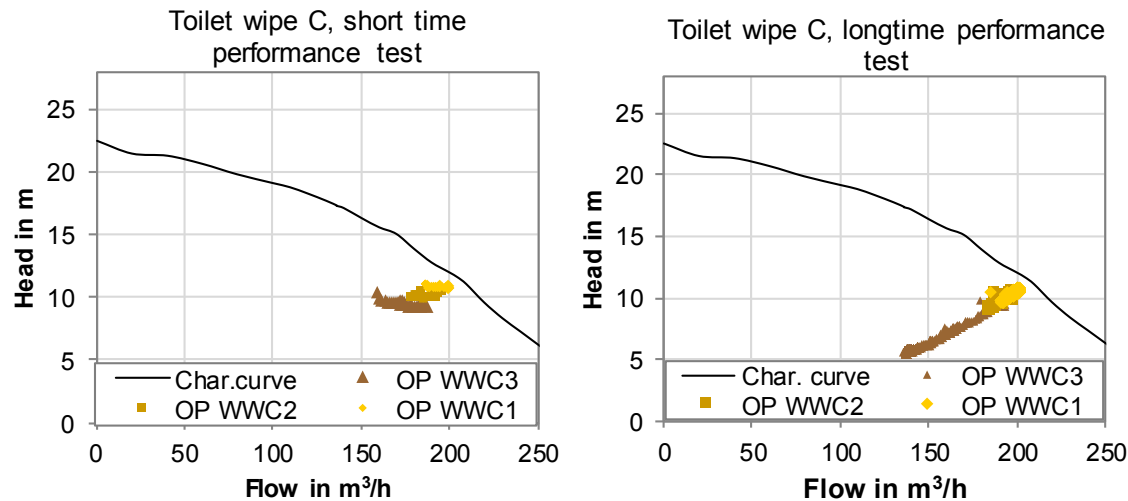 Toilet wipe C, short time
performance test
25
20
15
10
5
0
Head in m
Char.curve
OP WWC3
OP WWC2
OP WWC1
0 50 100 150 200 250
Flow in m³/h
Toilet wipe C, longtime performance
test
25
20
15
10
5
0
Head in m
Char. curve
OP WWC3
OP WWC2
OP WWC1
0 50 100 150 200 250
Flow in m³/h